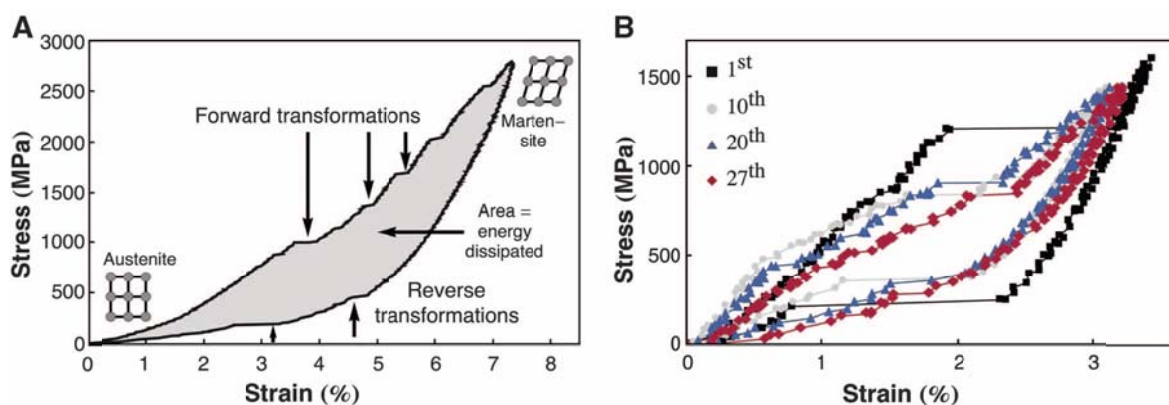 A
3000
2500
2000
1500
1000
500
0
Stress (MPa)
0 1 2 3 4 5 6 7 8
Strain (%)
Austenite
Forward transformations
Marten-
site
Area =
energy
dissipated
Reverse
transformations
B
1500
1000
500
0
Stress (MPa)
0 1 2 3
Strain (%)
1st
10th
20th
27th